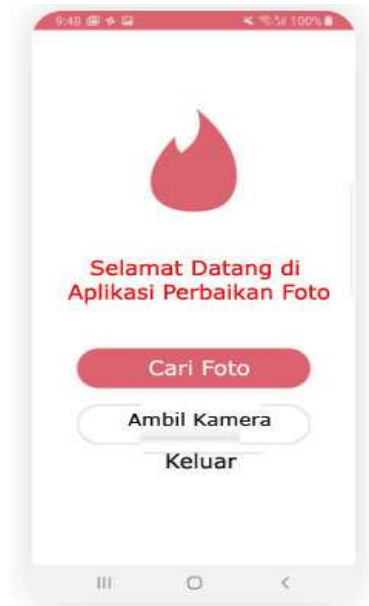 9:48
100%
Selamat Datang di
Aplikasi Perbaikan Foto
Cari Foto
Ambil Kamera
Keluar